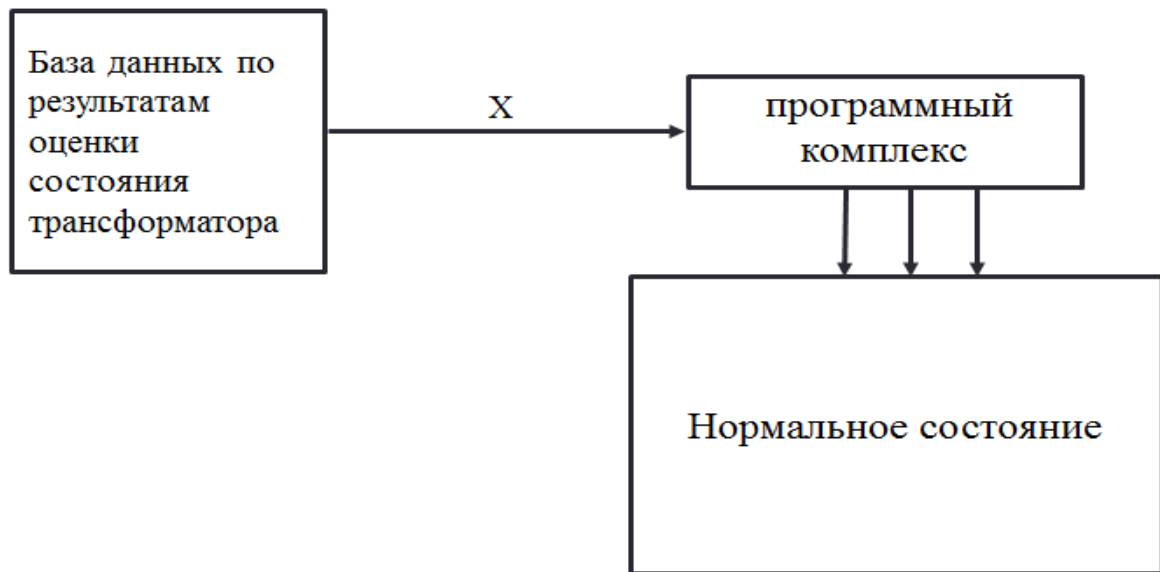 База данных по
результатам
оценки
состояния
трансформатора
X
программный
комплекс
Нормальное состояние